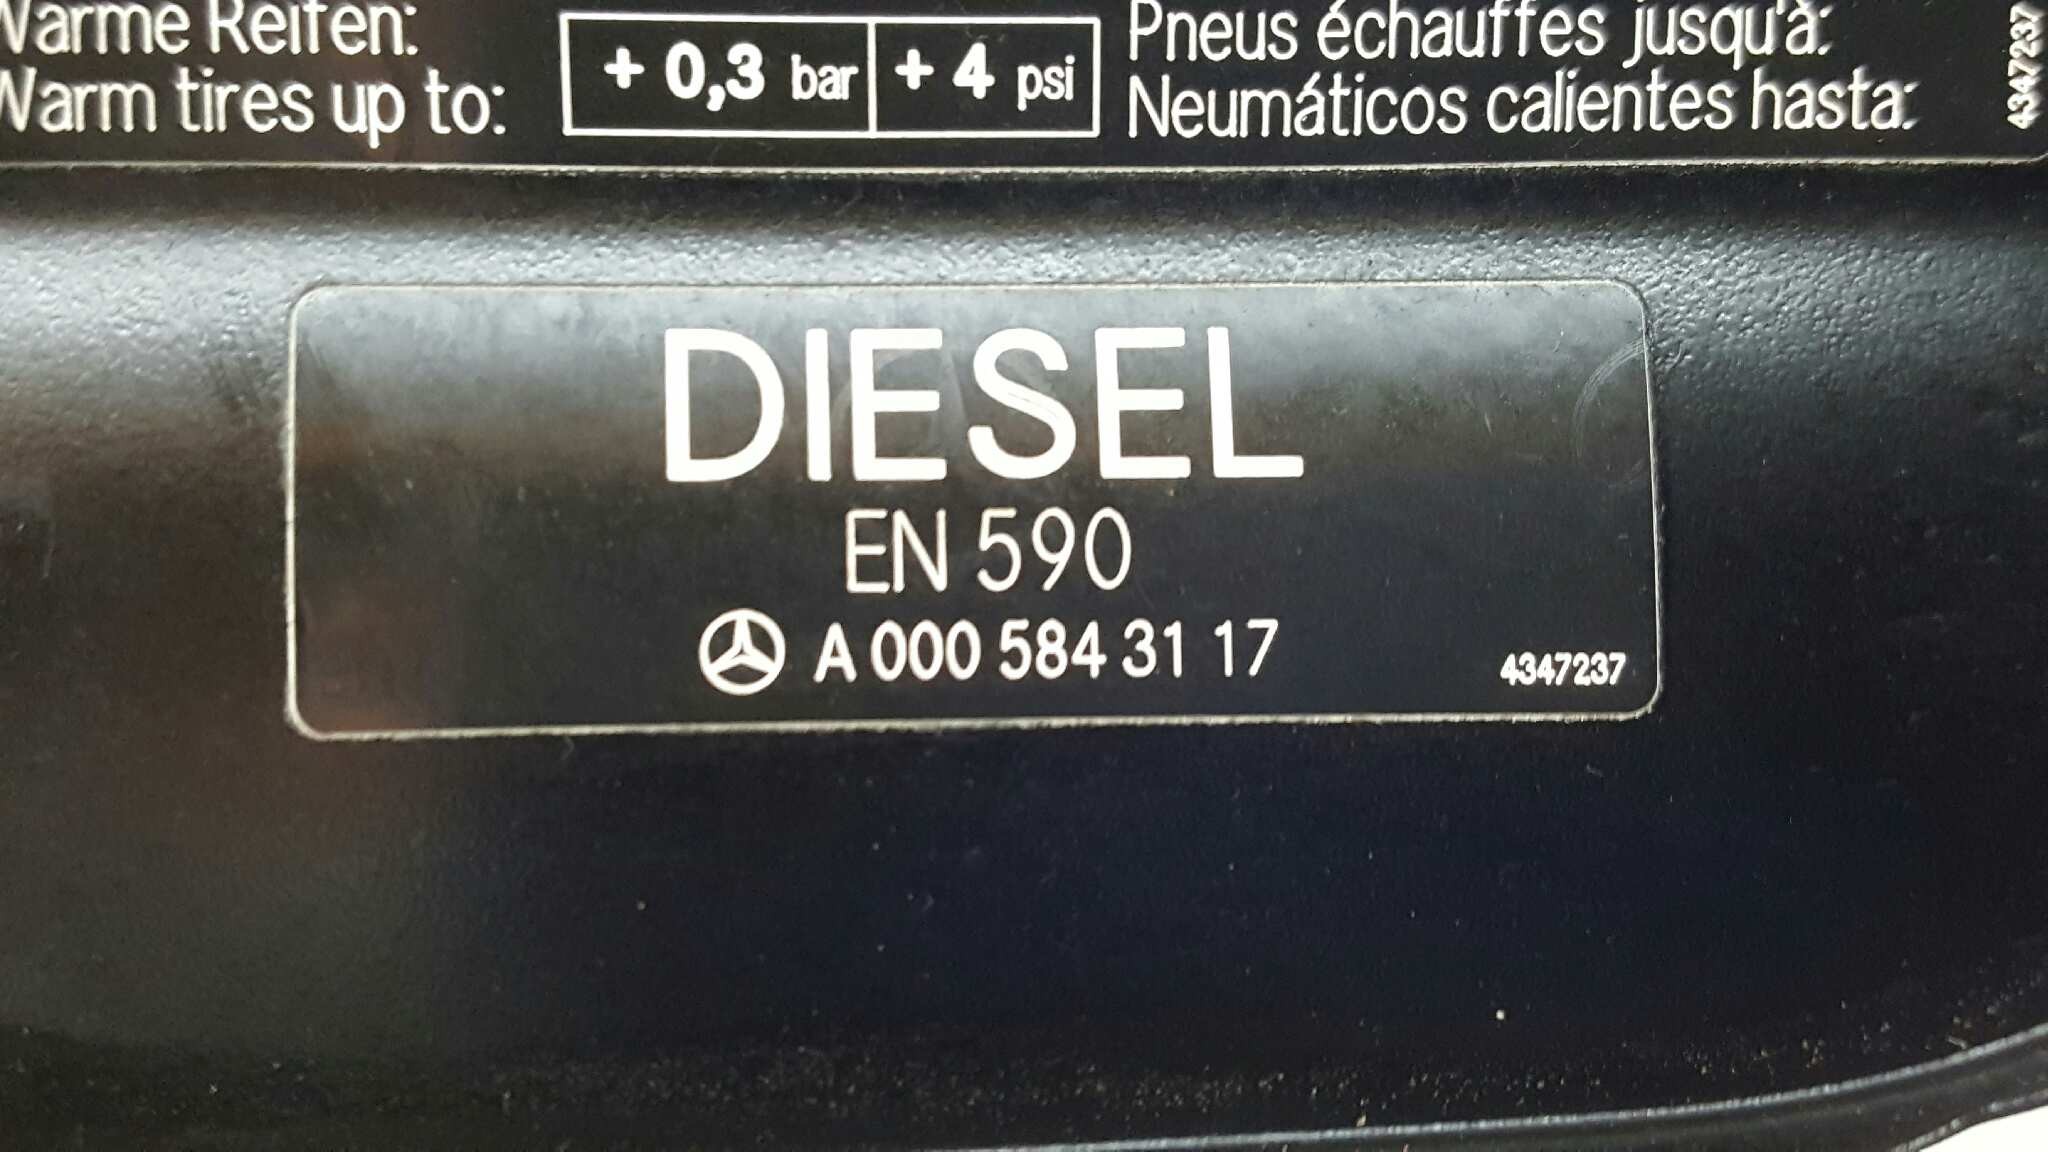 Warme Reifen:
Warm tires up to:
+ 0,3 bar + 4 psi
Pneus échauffes jusqu'à:
Neumáticos calientes hasta:
4347237
DIESEL
EN 590
A 000 584 31 17
4347237